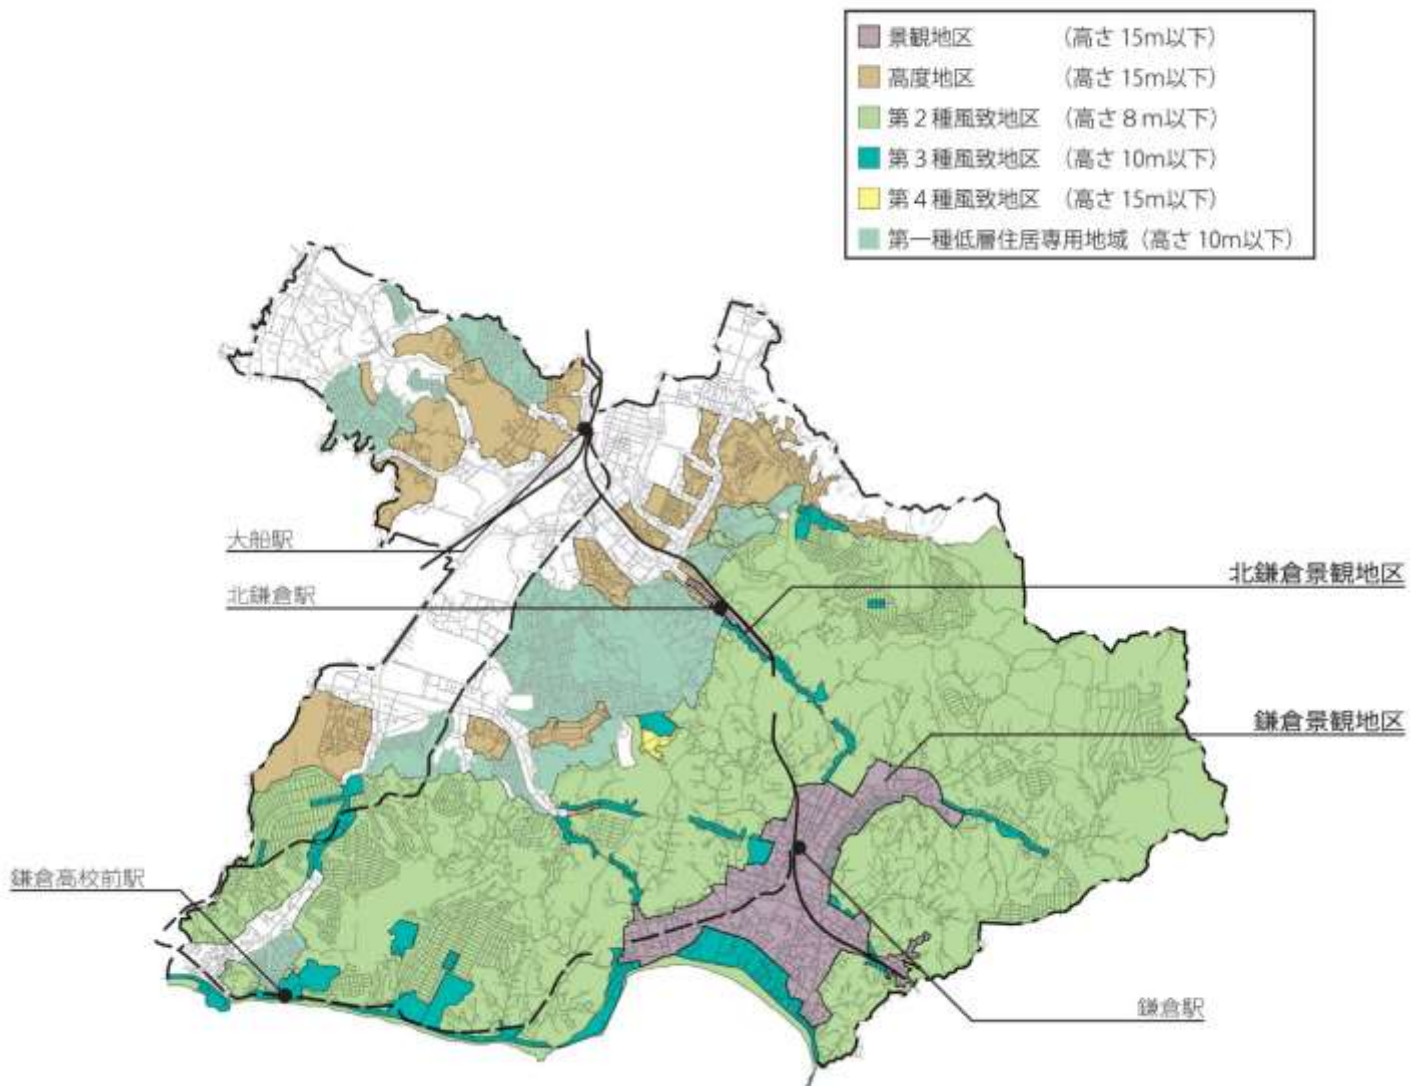 景観地区 （高さ 15m以下）
高度地区 （高さ 15m以下）
第２種風致地区 （高さ８ｍ以下）
第３種風致地区 （高さ 10m以下）
第４種風致地区 （高さ 15m以下）
第一種低層住居専用地域（高さ 10m以下）
大船駅
北鎌倉駅
北鎌倉景観地区
鎌倉景観地区
鎌倉高校前駅
鎌倉駅